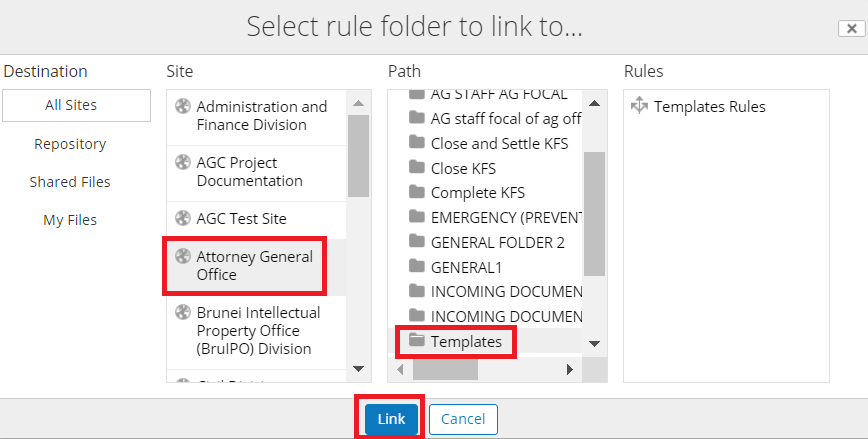 Select rule folder to link to...
Destination
All Sites
Repository
Shared Files
My Files
Site
Administration and
Finance Division
AGC Project
Documentation
AGC Test Site
Attorney General
Office
Brunei Intellectual
Property Office
(BruIPO) Division
Path
AG STAFF AG FOCAL
AG staff focal of ag off
Close and Settle KFS
Close KFS
Complete KFS
EMERGENCY (PREVENT
GENERAL FOLDER 2
GENERAL1
INCOMING DOCUMEN
INCOMING DOCUMEN
Templates
Rules
Templates Rules
Link
Cancel